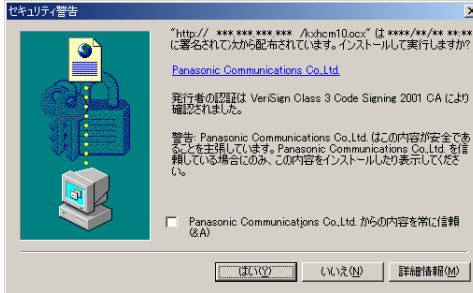 セキュリティ警告
"http:// ***.***.***.*** /kxhcm10.ocx" は ****/**/** **:**
に署名されて次から配布されています。インストールして実行しますか?
Panasonic Communications Co.,Ltd.
発行者の認証は VeriSign Class 3 Code Signing 2001 CA により
確認されました。
警告: Panasonic Communications Co.,Ltd. はこの内容が安全であ
ることを主張しています。Panasonic Communications Co.,Ltd. を信
頼している場合にのみ、この内容をインストールしたり表示してくださ
い。
Panasonic Communications Co.,Ltd. からの内容を常に信頼
(&A)
はい(Y)
いいえ(N)
詳細情報(M)